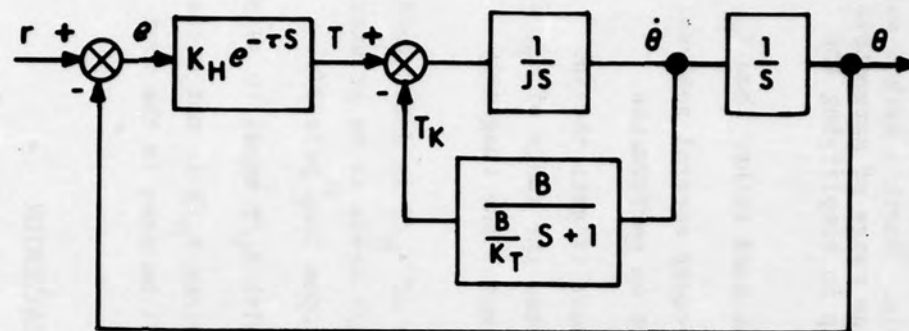 r + e
-
K_H e^{-τS}
T +
-
T_K
1
JS
θ̇
1
S
θ
B
B
K_T S + 1